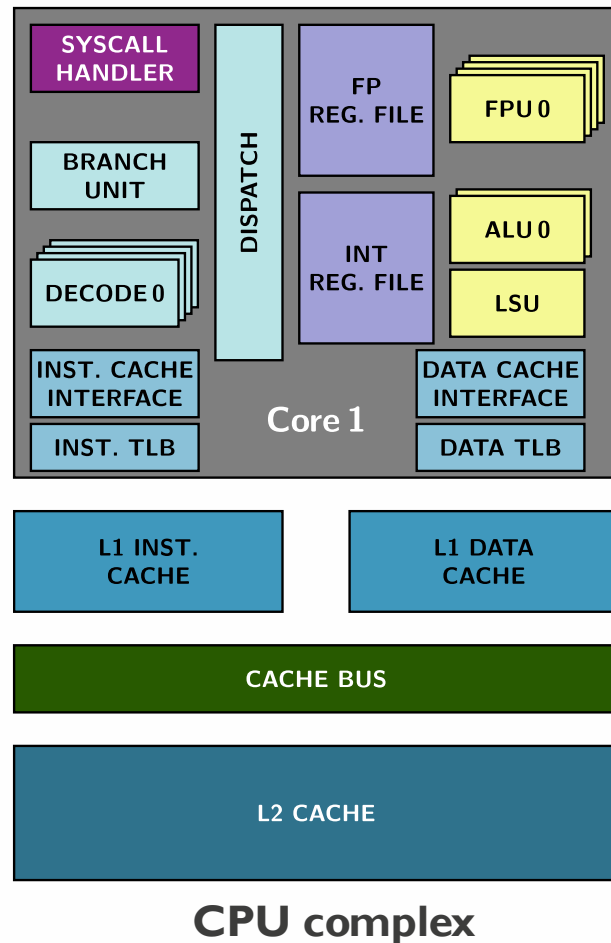 SYSCALL
HANDLER
BRANCH
UNIT
DECODE 0
INST. CACHE
INTERFACE
INST. TLB
DISPATCH
FP
REG. FILE
INT
REG. FILE
FPU 0
ALU 0
LSU
DATA CACHE
INTERFACE
DATA TLB
Core 1
L1 INST.
CACHE
L1 DATA
CACHE
CACHE BUS
L2 CACHE
CPU complex